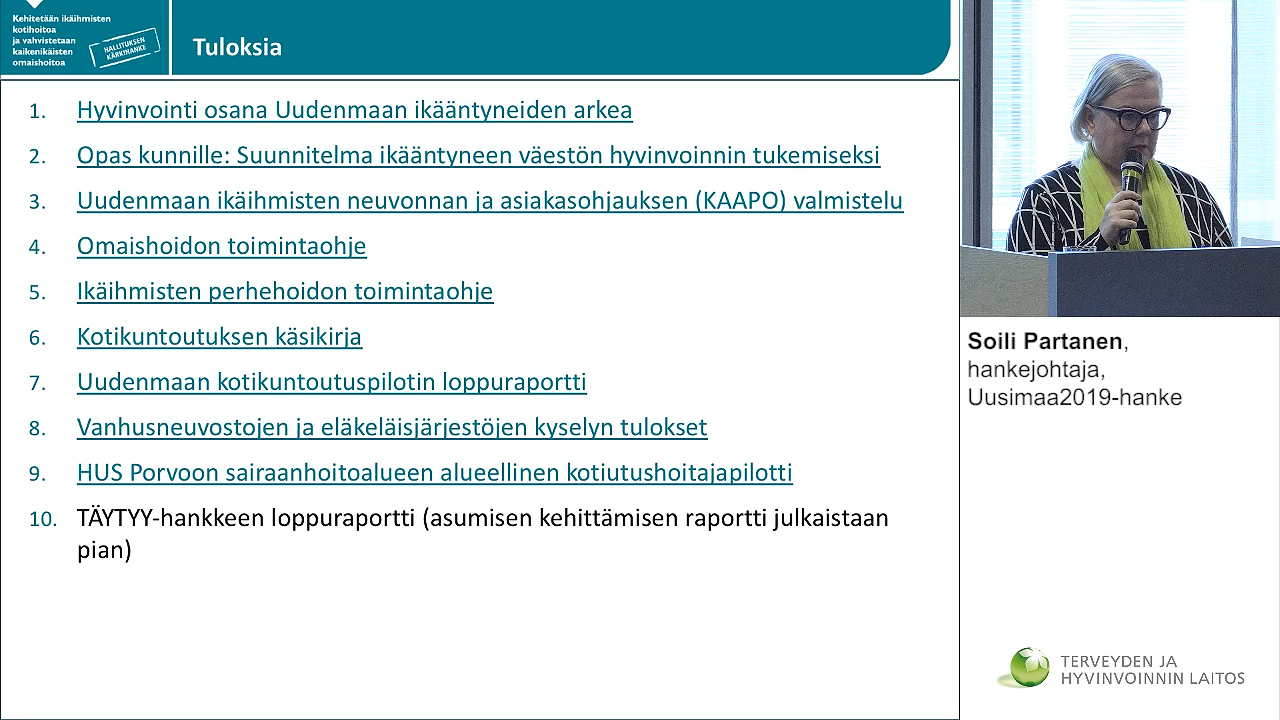 Kehitetään ikäihmisten
kotihoitoa
ja vahvistetaan
kaikenikäisten
omaishoitoa
HALLITUKSEN
KÄRKIHANKE
Tuloksia
1. Hyvinvointi osana Uudenmaan ikääntyneiden arkea
2. Opas kunnille: Suunnitelma ikääntyneen väestön hyvinvoinnin tukemiseksi
3. Uudenmaan ikäihmisten neuvonnan ja asiakasohjauksen (KAAPO) valmistelu
4. Omaishoidon toimintaohje
5. Ikäihmisten perhehoidon toimintaohje
6. Kotikuntoutuksen käsikirja
7. Uudenmaan kotikuntoutuspilotin loppuraportti
8. Vanhusneuvostojen ja eläkeläisjärjestöjen kyselyn tulokset
9. HUS Porvoon sairaanhoitoalueen alueellinen kotiutushoitajapilotti
10. TÄYTYY-hankkeen loppuraportti (asumisen kehittämisen raportti julkaistaan
pian)
Soili Partanen,
hankejohtaja,
Uusimaa2019-hanke
TERVEYDEN JA
HYVINVOINNIN LAITOS